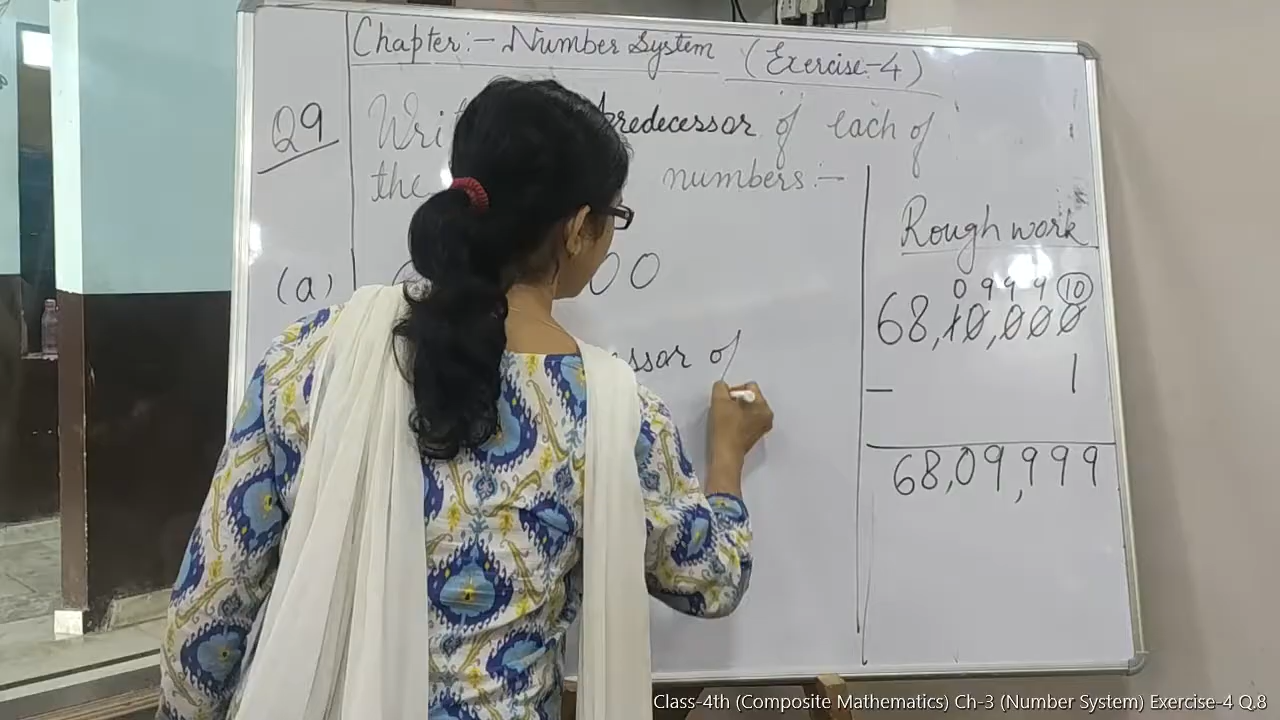 Chapter:- Number System (Exercise-4)
Q9 Predecessor of each of
the numbers:-
Rough work
(a) 00
0 9 9 9 10
68,10,000
of
- 1
68,09,999
Class-4th (Composite Mathematics) Ch-3 (Number System) Exercise-4 Q.8